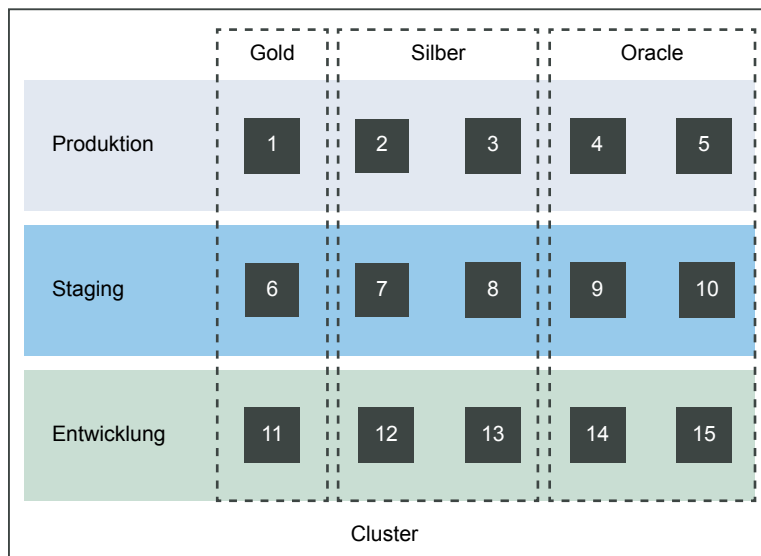 Gold Silber Oracle
Produktion 1 2 3 4 5
Staging 6 7 8 9 10
Entwicklung 11 12 13 14 15
Cluster